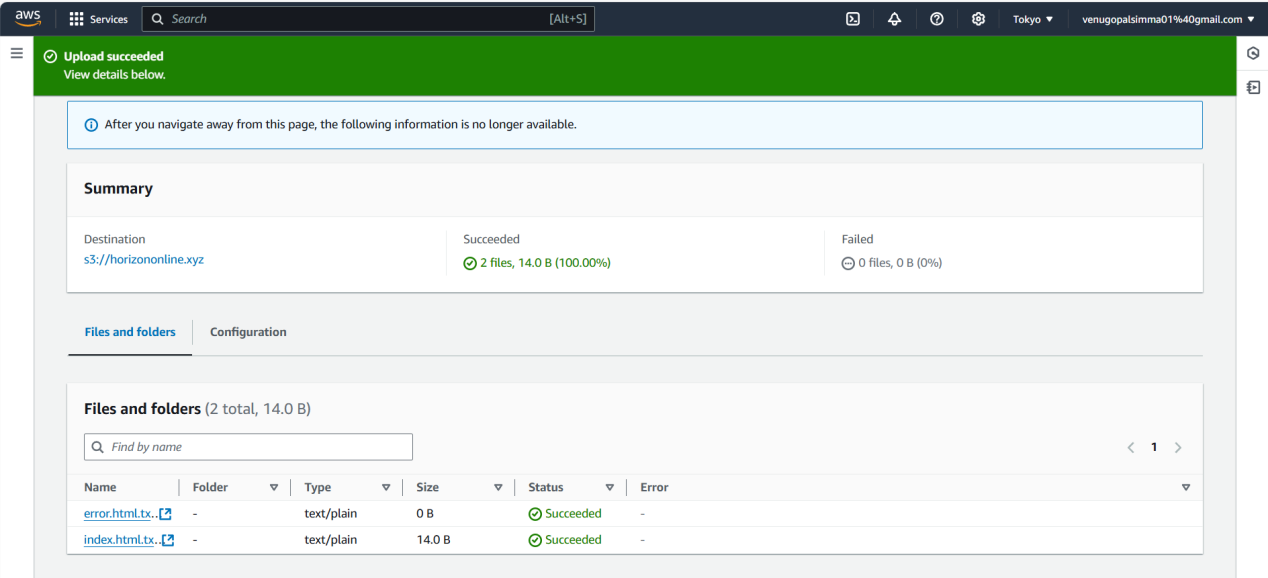 aws Services Search [Alt+S] Tokyo ▼ venugopalsimma01%40gmail.com ▼
Upload succeeded
View details below.
After you navigate away from this page, the following information is no longer available.
Summary
Destination Succeeded Failed
s3://horizononline.xyz 2 files, 14.0 B (100.00%) 0 files, 0 B (0%)
Files and folders Configuration
Files and folders (2 total, 14.0 B)
Find by name
1
Name Folder Type Size Status Error
error.html.tx... - text/plain 0 B Succeeded -
index.html.tx... - text/plain 14.0 B Succeeded -